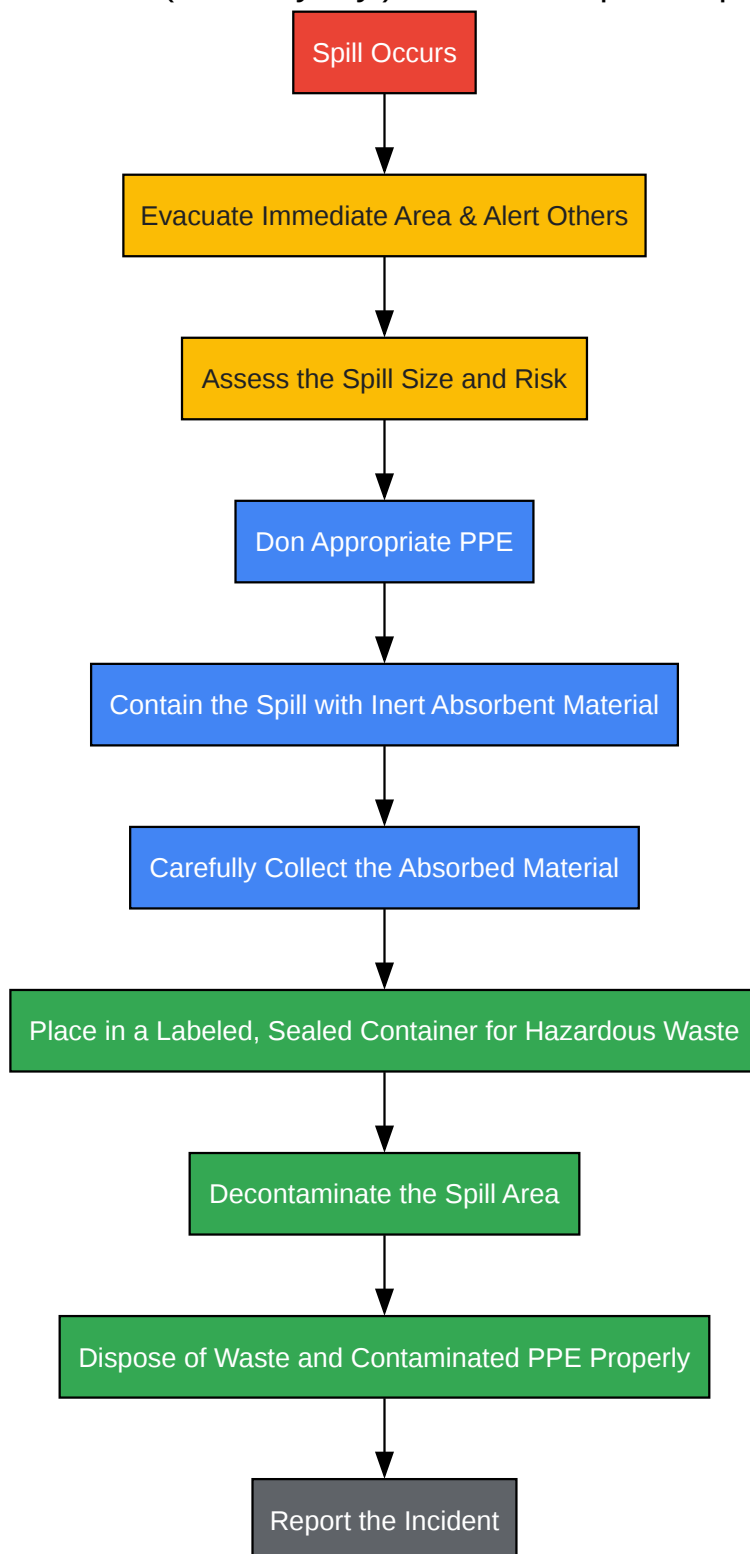 Spill Occurs
Evacuate Immediate Area & Alert Others
Assess the Spill Size and Risk
Don Appropriate PPE
Contain the Spill with Inert Absorbent Material
Carefully Collect the Absorbed Material
Place in a Labeled, Sealed Container for Hazardous Waste
Decontaminate the Spill Area
Dispose of Waste and Contaminated PPE Properly
Report the Incident